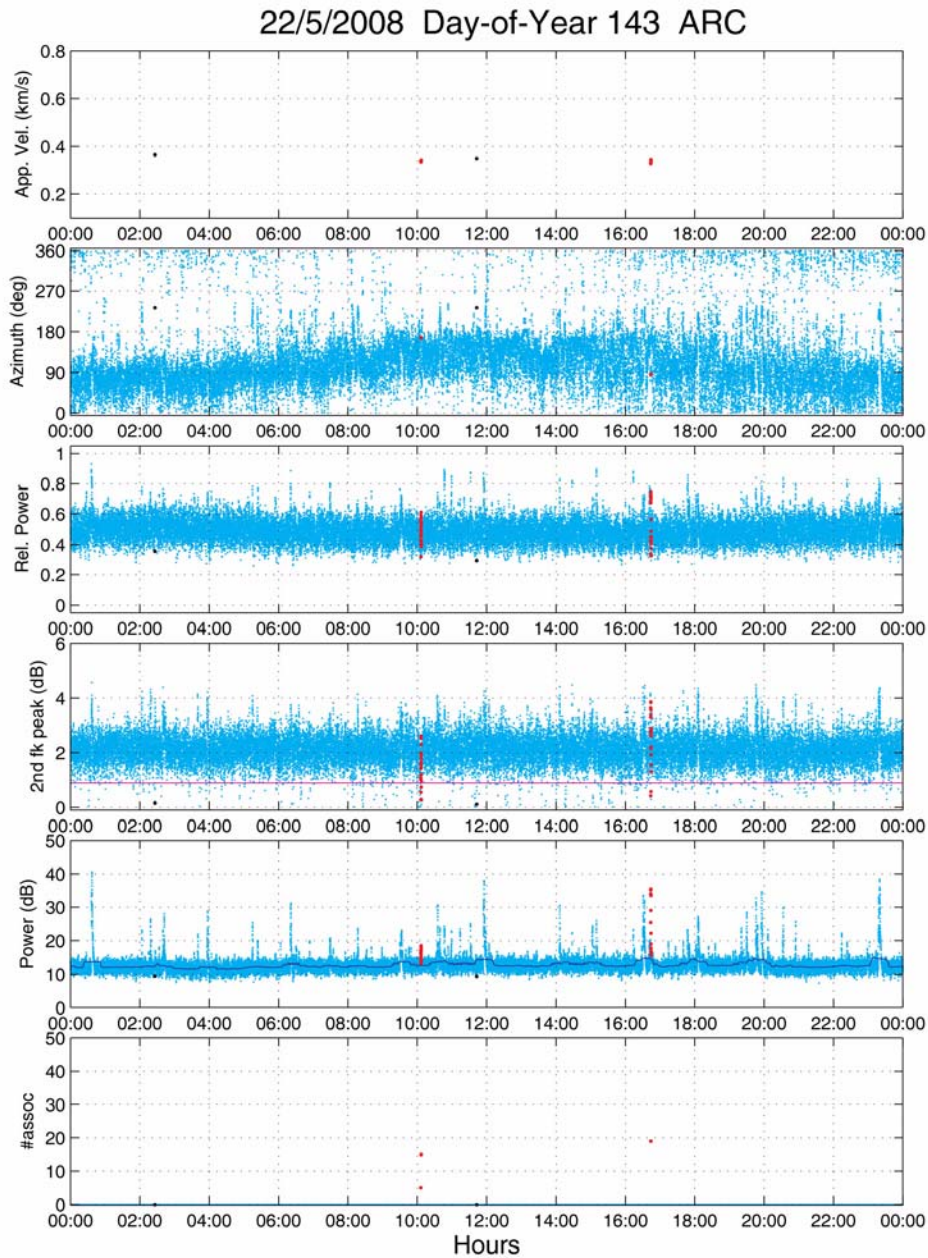 22/5/2008 Day-of-Year 143 ARC
App. Vel. (km/s)
0.8
0.6
0.4
0.2
00:00 02:00 04:00 06:00 08:00 10:00 12:00 14:00 16:00 18:00 20:00 22:00 00:00
Azimuth (deg)
360
270
180
90
0
00:00 02:00 04:00 06:00 08:00 10:00 12:00 14:00 16:00 18:00 20:00 22:00 00:00
Rel. Power
1
0.8
0.6
0.4
0.2
0
00:00 02:00 04:00 06:00 08:00 10:00 12:00 14:00 16:00 18:00 20:00 22:00 00:00
2nd fk peak (dB)
6
4
2
0
00:00 02:00 04:00 06:00 08:00 10:00 12:00 14:00 16:00 18:00 20:00 22:00 00:00
Power (dB)
50
40
30
20
10
0
00:00 02:00 04:00 06:00 08:00 10:00 12:00 14:00 16:00 18:00 20:00 22:00 00:00
#assoc
50
40
30
20
10
0
00:00 02:00 04:00 06:00 08:00 10:00 12:00 14:00 16:00 18:00 20:00 22:00 00:00
Hours